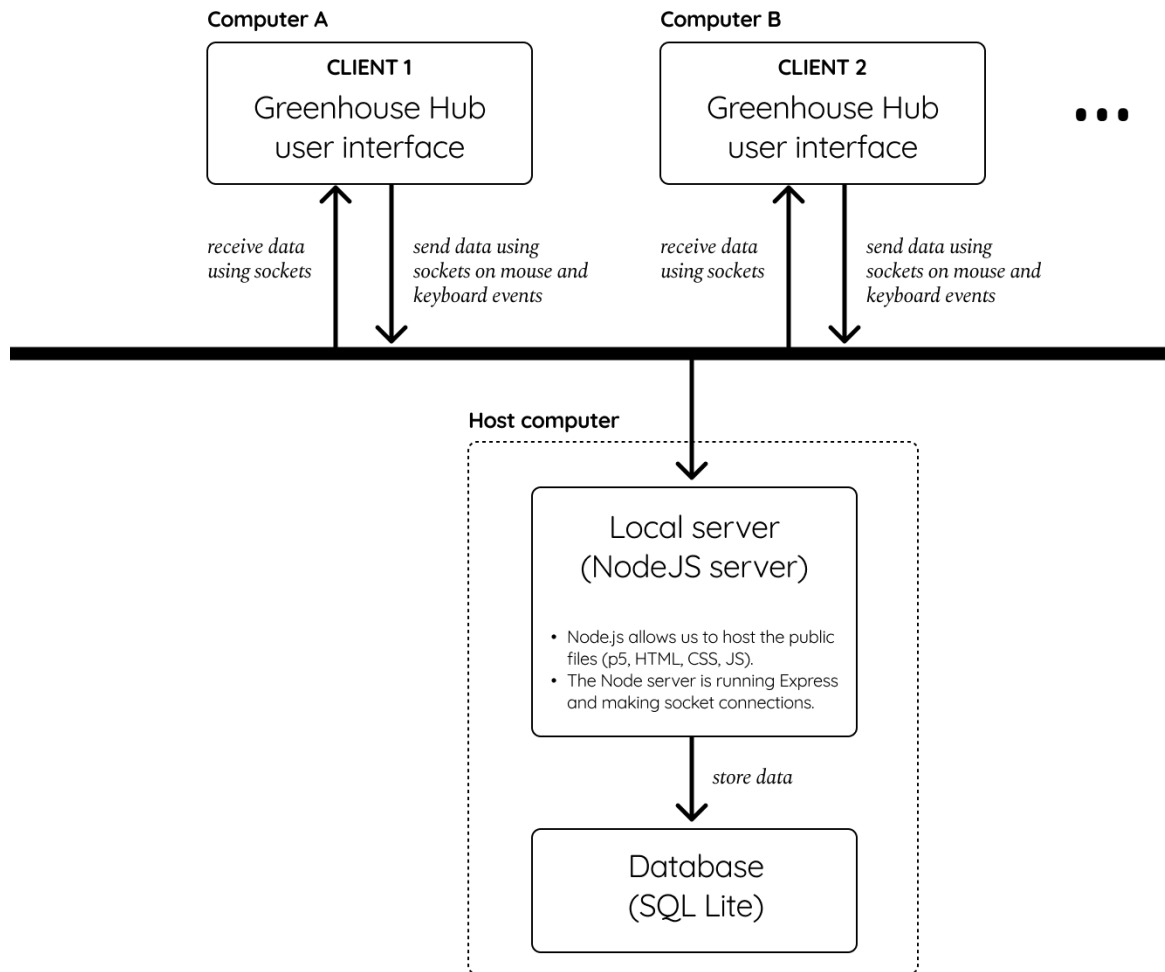 Computer A
Computer B
CLIENT 1
Greenhouse Hub
user interface
CLIENT 2
Greenhouse Hub
user interface
...
receive data
using sockets
send data using
sockets on mouse and
keyboard events
receive data
using sockets
send data using
sockets on mouse and
keyboard events
Host computer
Local server
(NodeJS server)
• Node.js allows us to host the public
files (p5, HTML, CSS, JS).
• The Node server is running Express
and making socket connections.
store data
Database
(SQL Lite)